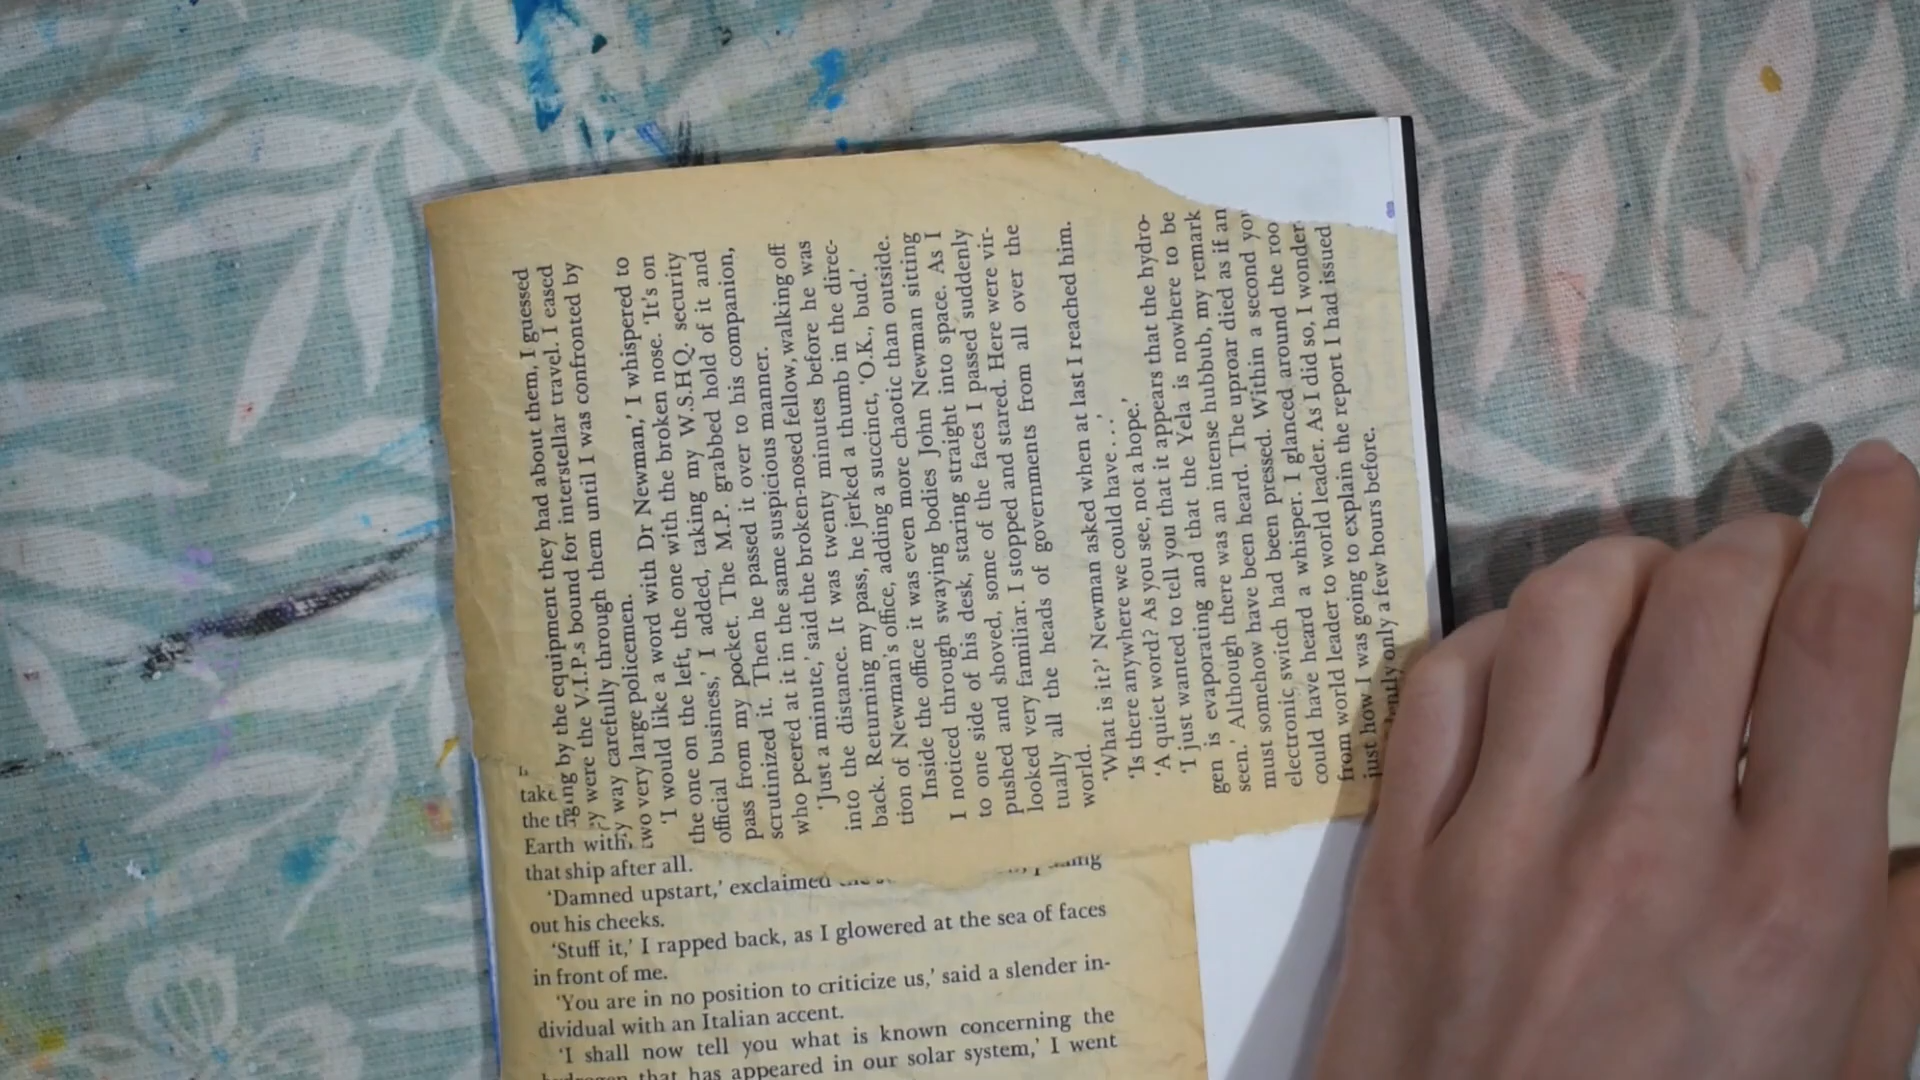 ging by the equipment they had about them, I guessed
y were the V.I.P.s bound for interstellar travel. I eased
y way carefully through them until I was confronted by
two very large policemen.
‘I would like a word with Dr Newman,’ I whispered to
the one on the left, the one with the broken nose. ‘It's on
official business,’ I added, taking my W.S.H.Q. security
pass from my pocket. The M.P. grabbed hold of it and
scrutinized it. Then he passed it over to his companion,
who peered at it in the same suspicious manner.
‘Just a minute,’ said the broken-nosed fellow, walking off
into the distance. It was twenty minutes before he was
back. Returning my pass, he jerked a thumb in the direc-
tion of Newman's office, adding a succinct, ‘O.K., bud.’
Inside the office it was even more chaotic than outside.
I noticed through swaying bodies John Newman sitting
to one side of his desk, staring straight into space. As I
pushed and shoved, some of the faces I passed suddenly
looked very familiar. I stopped and stared. Here were vir-
tually all the heads of governments from all over the
world.
‘What is it?’ Newman asked when at last I reached him.
‘Is there anywhere we could have . . .’
‘A quiet word? As you see, not a hope.’
‘I just wanted to tell you that it appears that the hydro-
gen is evaporating and that the Yela is nowhere to be
seen.’ Although there was an intense hubbub, my remark
must somehow have been heard. The uproar died as if an
electronic switch had been pressed. Within a second you
could have heard a whisper. I glanced around the roo
from world leader to world leader. As I did so, I wonder
just how I was going to explain the report I had issued
only a few hours before.
take
the
Earth with
that ship after all.
‘Damned upstart,’ exclaimed
out his cheeks.
‘Stuff it,’ I rapped back, as I glowered at the sea of faces
in front of me.
‘You are in no position to criticize us,’ said a slender in-
dividual with an Italian accent.
‘I shall now tell you what is known concerning the
hydrogen that has appeared in our solar system,’ I went